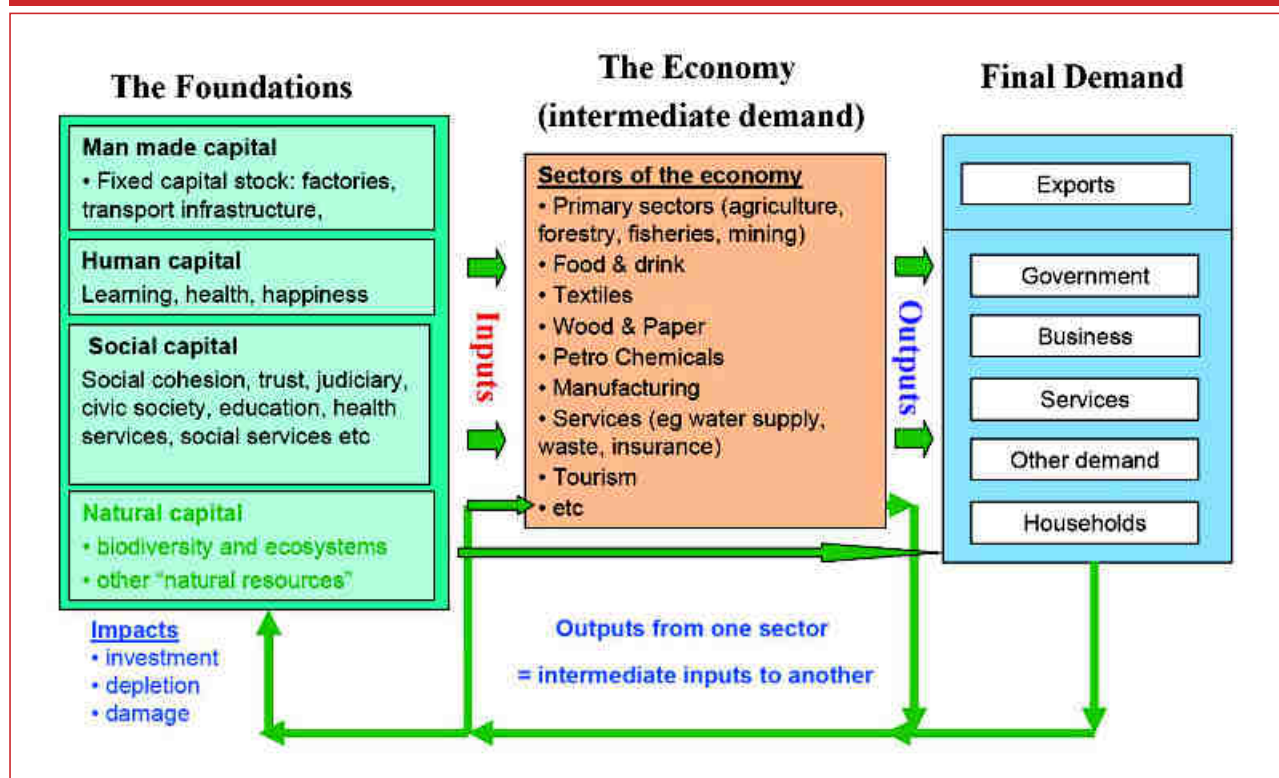 The Foundations
Man made capital
• Fixed capital stock: factories,
transport infrastructure,
Human capital
Learning, health, happiness
Social capital
Social cohesion, trust, judiciary,
civic society, education, health
services, social services etc
Natural capital
• biodiversity and ecosystems
• other "natural resources"
Impacts
• investment
• depletion
• damage
Inputs
The Economy
(intermediate demand)
Sectors of the economy
• Primary sectors (agriculture,
forestry, fisheries, mining)
• Food & drink
• Textiles
• Wood & Paper
• Petro Chemicals
• Manufacturing
• Services (eg water supply,
waste, insurance)
• Tourism
• etc
Outputs from one sector
= intermediate inputs to another
Outputs
Final Demand
Exports
Government
Business
Services
Other demand
Households